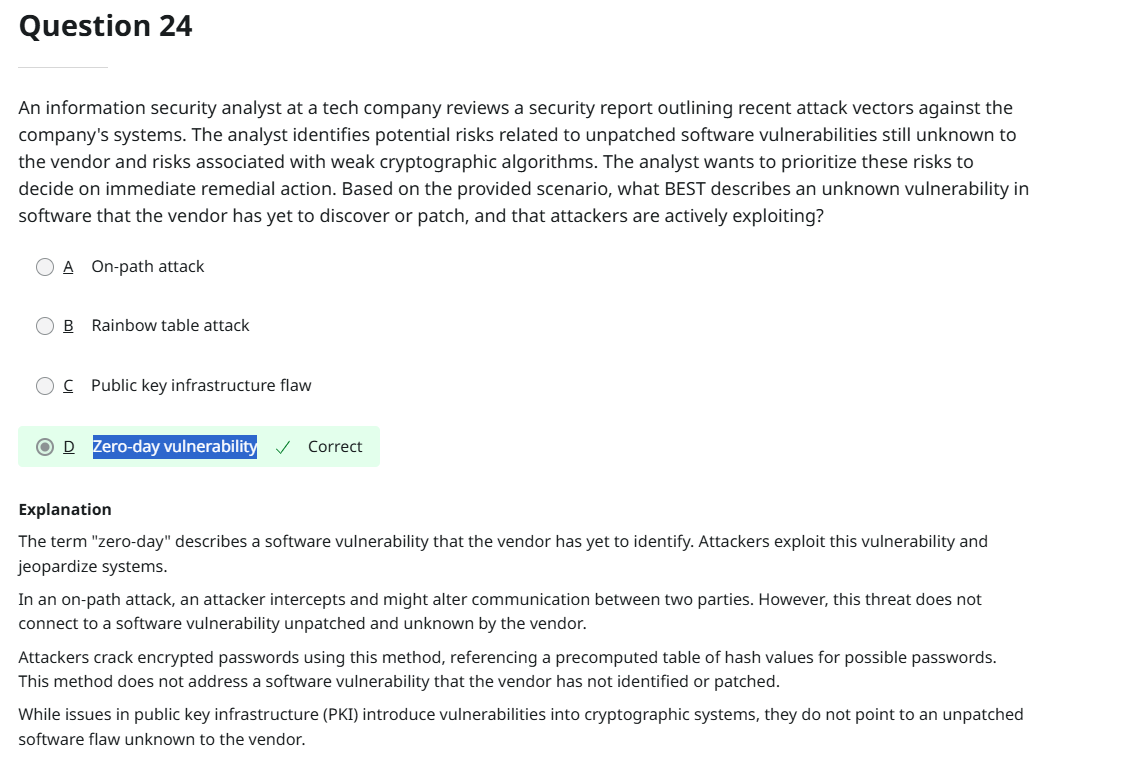 Question 24
An information security analyst at a tech company reviews a security report outlining recent attack vectors against the
company's systems. The analyst identifies potential risks related to unpatched software vulnerabilities still unknown to
the vendor and risks associated with weak cryptographic algorithms. The analyst wants to prioritize these risks to
decide on immediate remedial action. Based on the provided scenario, what BEST describes an unknown vulnerability in
software that the vendor has yet to discover or patch, and that attackers are actively exploiting?
A On-path attack
B Rainbow table attack
C Public key infrastructure flaw
D Zero-day vulnerability ✓ Correct
Explanation
The term "zero-day" describes a software vulnerability that the vendor has yet to identify. Attackers exploit this vulnerability and
jeopardize systems.
In an on-path attack, an attacker intercepts and might alter communication between two parties. However, this threat does not
connect to a software vulnerability unpatched and unknown by the vendor.
Attackers crack encrypted passwords using this method, referencing a precomputed table of hash values for possible passwords.
This method does not address a software vulnerability that the vendor has not identified or patched.
While issues in public key infrastructure (PKI) introduce vulnerabilities into cryptographic systems, they do not point to an unpatched
software flaw unknown to the vendor.